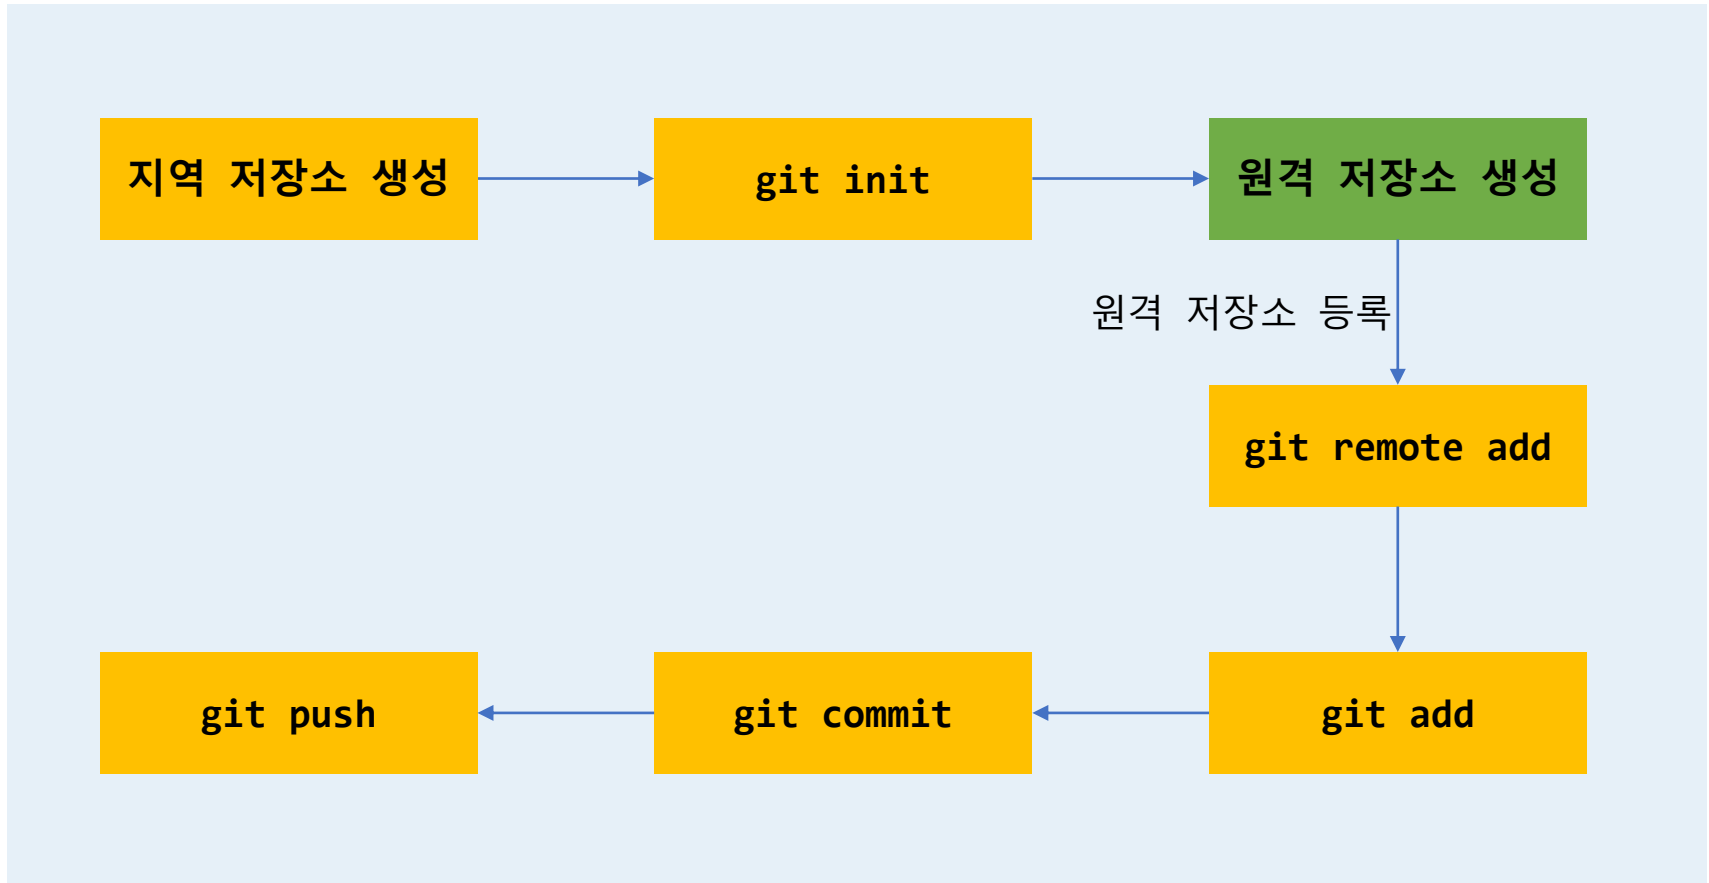 지역 저장소 생성
git init
원격 저장소 생성
원격 저장소 등록
git remote add
git add
git commit
git push